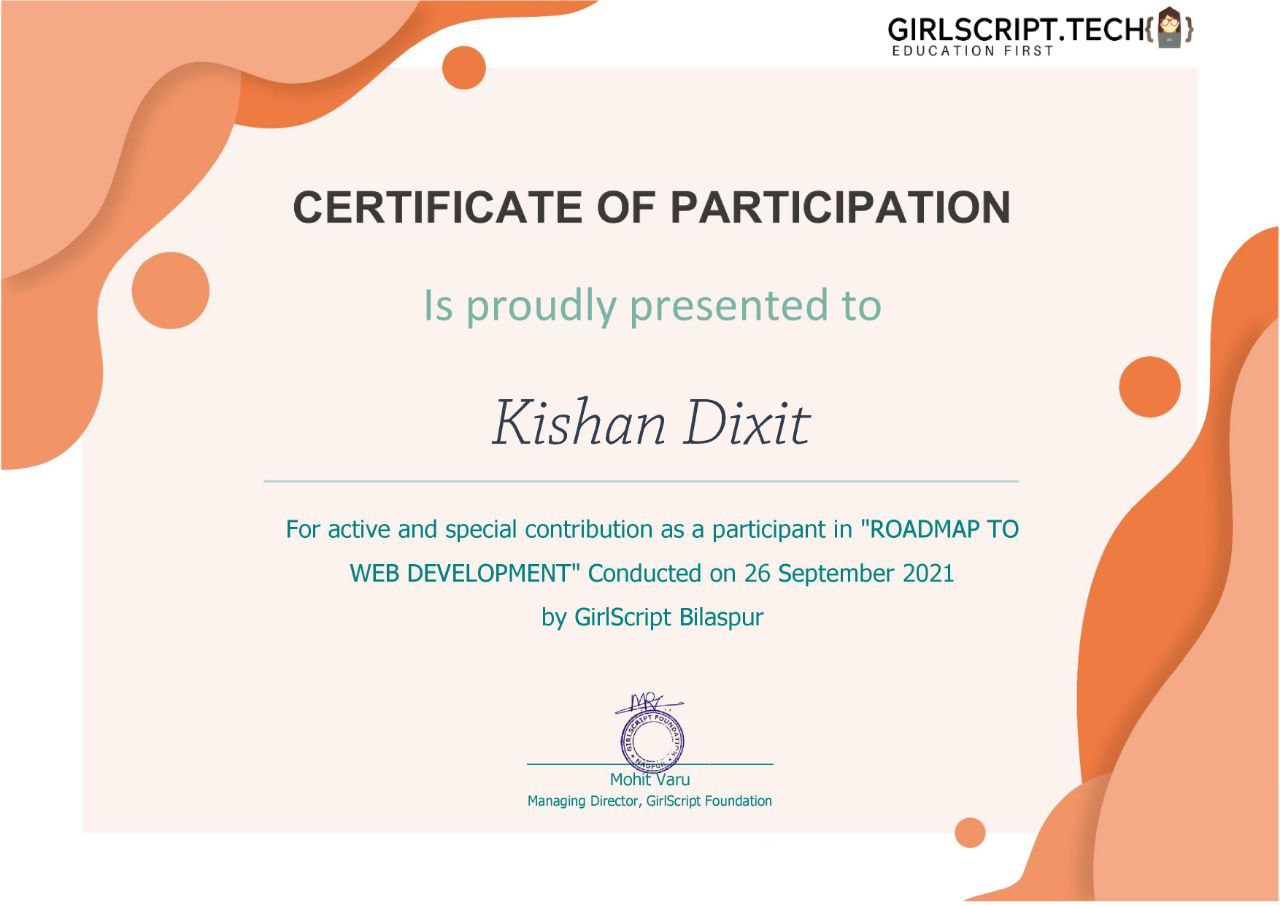 GIRLSCRIPT.TECH
EDUCATION FIRST
CERTIFICATE OF PARTICIPATION
Is proudly presented to
Kishan Dixit
For active and special contribution as a participant in "ROADMAP TO
WEB DEVELOPMENT" Conducted on 26 September 2021
by GirlScript Bilaspur
GIRLSCRIPT FOUNDATION
NAGPUR
Mohit Varu
Managing Director, GirlScript Foundation